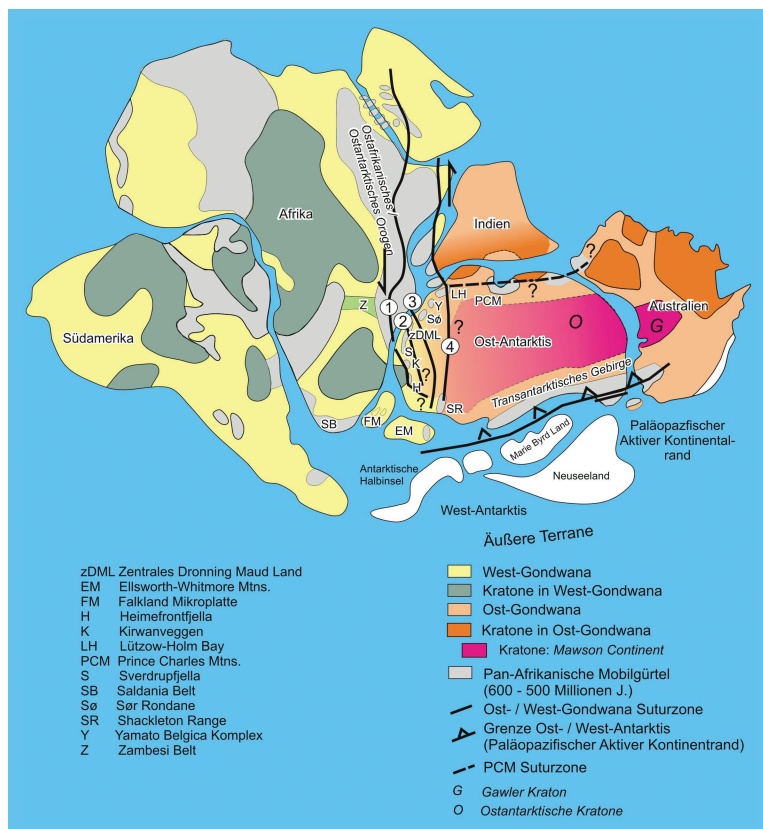 Ostafrikanisches /
Ostantarktisches Orogen
Afrika
Indien
?
Südamerika
Z
1
3
2
Y
LH
PCM
?
Sø
zDML
?
4
Ost-Antarktis
O
Australien
G
S
K
H
?
?
SR
Transantarktisches Gebirge
SB
FM
EM
Marie Byrd Land
Paläopazfischer
Aktiver Kontinental-
rand
Antarktische
Halbinsel
Neuseeland
West-Antarktis
Äußere Terrane
zDML Zentrales Dronning Maud Land
EM Ellsworth-Whitmore Mtns.
FM Falkland Mikroplatte
H Heimefrontfjella
K Kirwanveggen
LH Lützow-Holm Bay
PCM Prince Charles Mtns.
S Sverdrupfjella
SB Saldania Belt
Sø Sør Rondane
SR Shackleton Range
Y Yamato Belgica Komplex
Z Zambesi Belt
West-Gondwana
Kratone in West-Gondwana
Ost-Gondwana
Kratone in Ost-Gondwana
Kratone: Mawson Continent
Pan-Afrikanische Mobilgürtel
(600 - 500 Millionen J.)
Ost- / West-Gondwana Suturzone
Grenze Ost- / West-Antarktis
(Paläopazifischer Aktiver Kontinentrand)
PCM Suturzone
G Gawler Kraton
O Ostantarktische Kratone